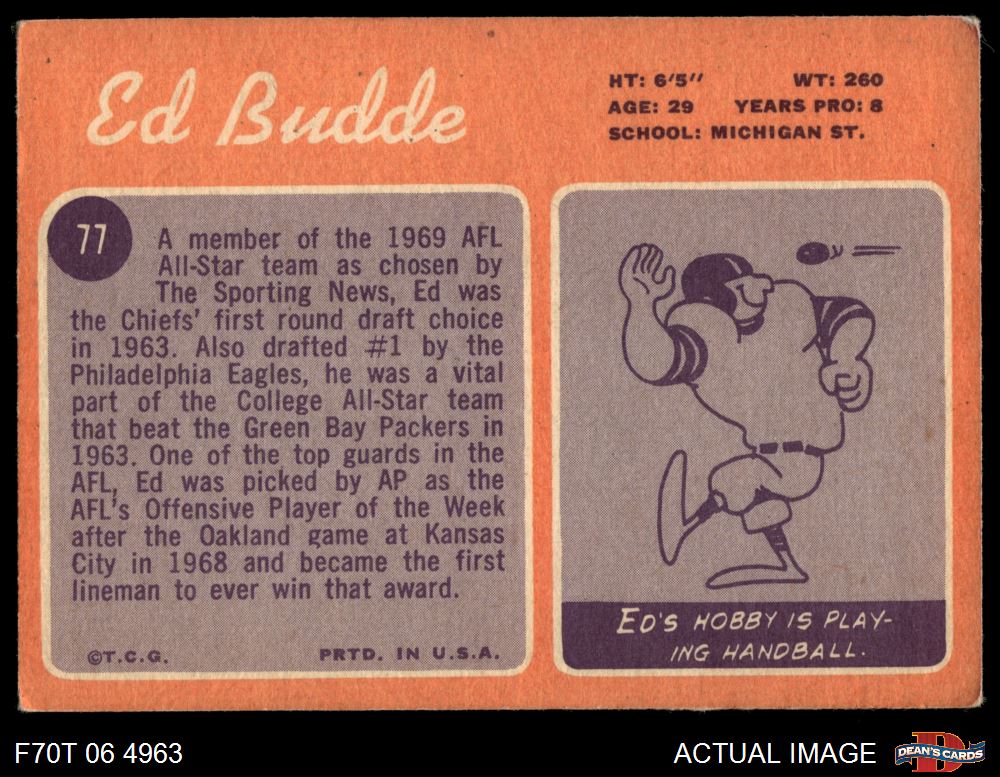 Ed Budde
HT: 6'5" WT: 260
AGE: 29 YEARS PRO: 8
SCHOOL: MICHIGAN ST.
77
A member of the 1969 AFL
All-Star team as chosen by
The Sporting News, Ed was
the Chiefs' first round draft choice
in 1963. Also drafted #1 by the
Philadelphia Eagles, he was a vital
part of the College All-Star team
that beat the Green Bay Packers in
1963. One of the top guards in the
AFL, Ed was picked by AP as the
AFL's Offensive Player of the Week
after the Oakland game at Kansas
City in 1968 and became the first
lineman to ever win that award.
©T.C.G. PRTD. IN U.S.A.
ED'S HOBBY IS PLAY-
ING HANDBALL.
F70T 06 4963
ACTUAL IMAGE
D
DEAN'S CARDS